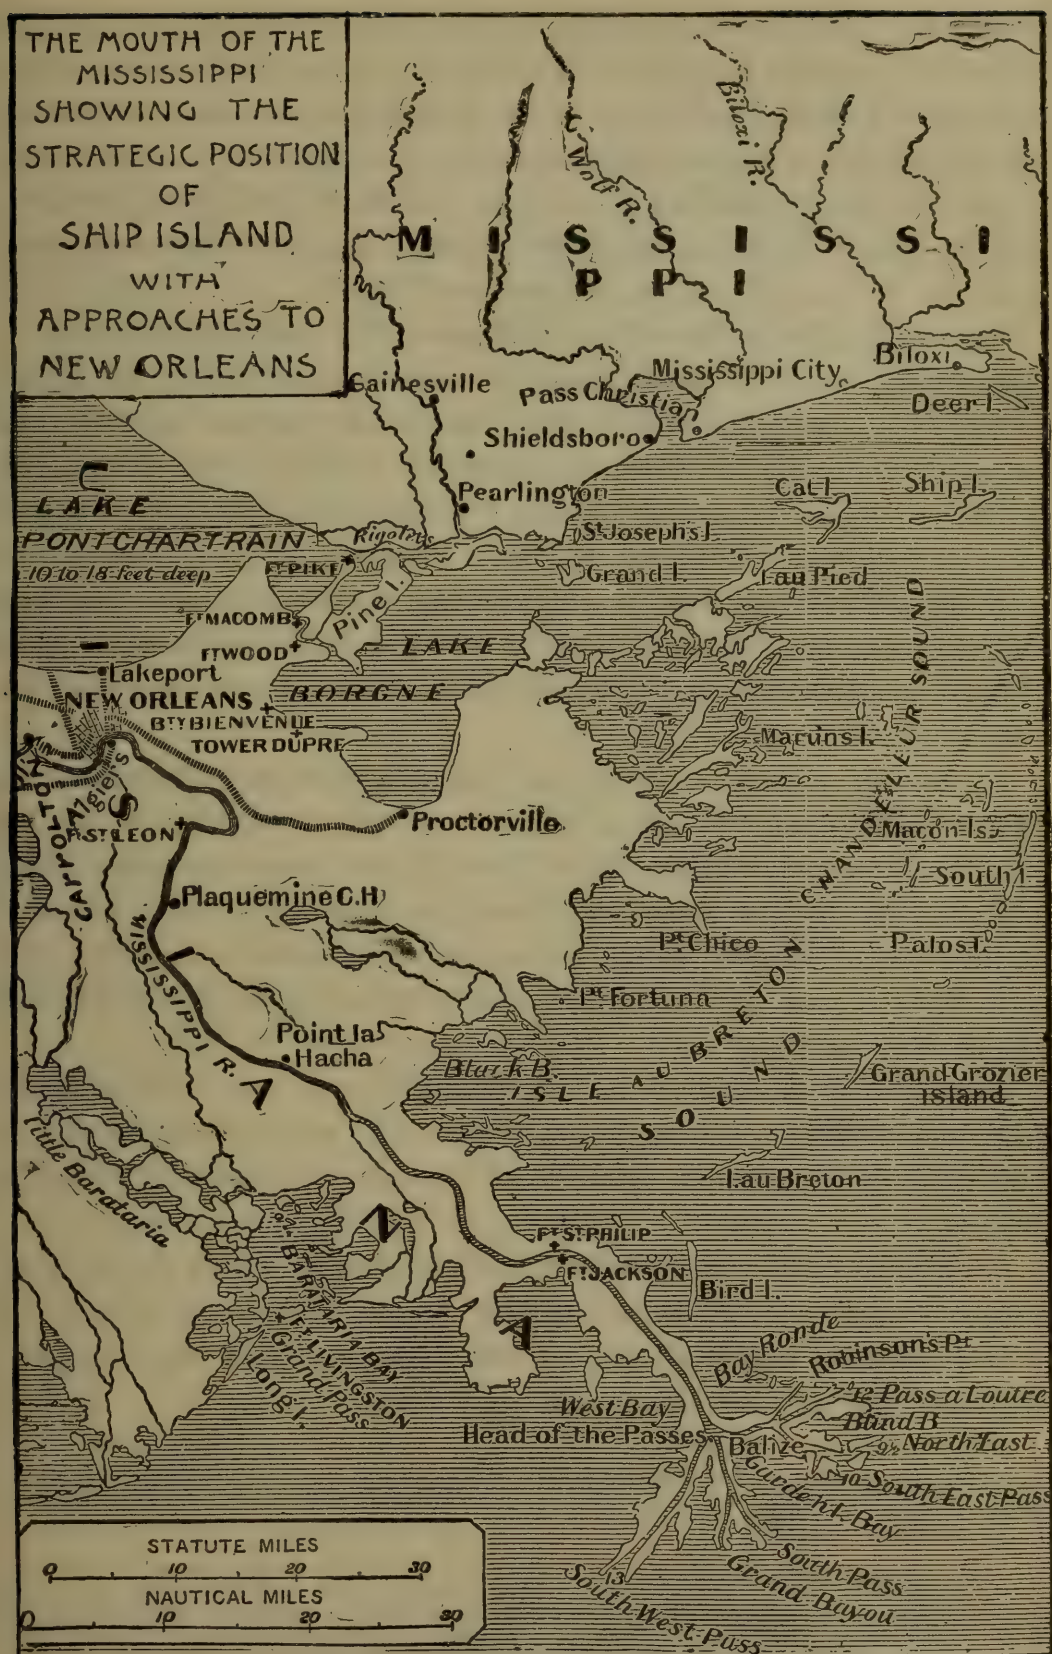 THE MOUTH OF THE
MISSISSIPPI
SHOWING THE
STRATEGIC POSITION
OF
SHIP ISLAND
WITH
APPROACHES TO
NEW ORLEANS
Biloxi R.
Wolf R.
MISSISSI
PPI
Biloxi
Mississippi City
Gainesville
Pass Christian
Deer I.
Shieldsboro
Pearlington
Cat I.
Ship I.
L
LAKE
PONTCHARTRAIN
10 to 18 feet deep
Rigolets
St Joseph's I.
FT PIKE
Grand I.
I au Pied
Pine I.
FT MACOMB
FT WOOD
LAKE
BORGNE
CHANDELEUR SOUND
Lakeport
NEW ORLEANS
BTY BIENVENUE
TOWER DUPRE
Maruns I.
CARROLTON
Algiers
FT ST LEON
Proctorville
Macon Is.
South I.
Plaquemine C.H
Pt Chico
Palos I.
Pt Fortuna
MISSISSIPPI R.
Point la
Hacha
Black B.
ISLE AU BRETON
SOUND
Grand Grozier
Island
Little Barataria
I. au Breton
L I S I A N A
FT ST PHILIP
FT JACKSON
Bird I.
BARATARIA BAY
FT LIVINGSTON
Grand Pass
Long I.
Bay Ronde
Robinson's Pt
West Bay
12 Pass a Loutre
Blind B
Head of the Passes
Balize
9½ North East
10 South East Pass
Garden I. Bay
South Pass
Grand Bayou
13
South West Pass
STATUTE MILES
0 10 20 30
NAUTICAL MILES
0 10 20 30